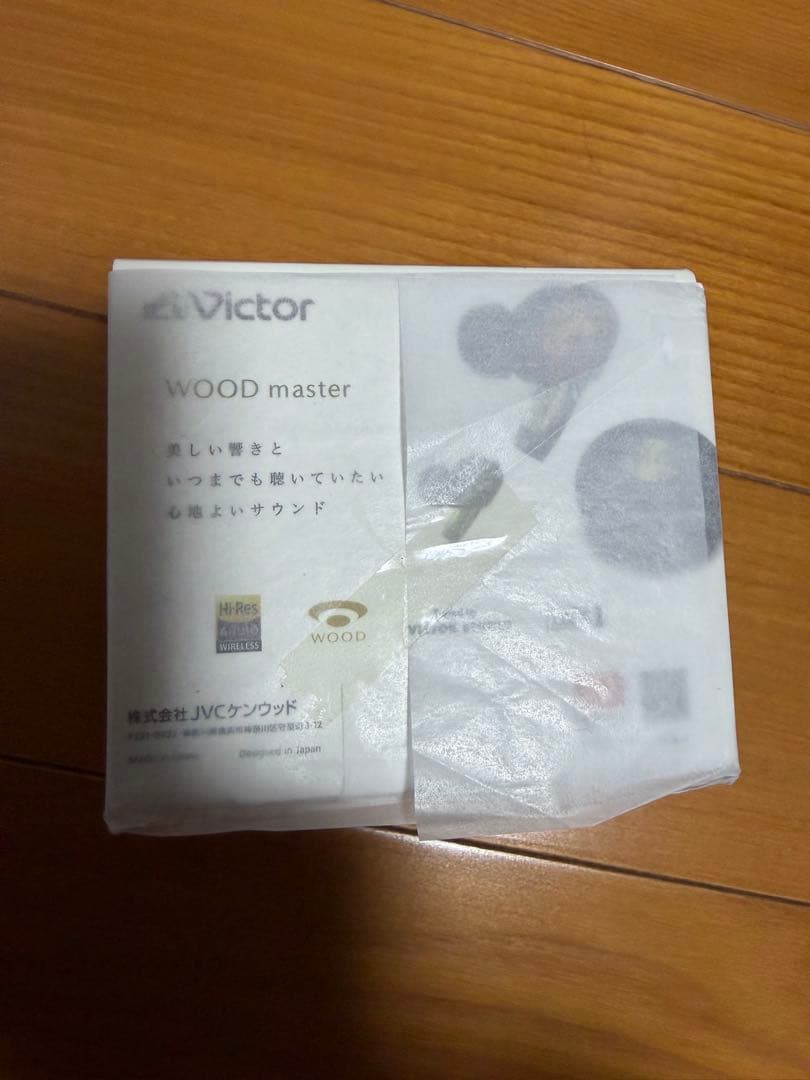 Victor
WOOD master
美しい響きと
いつまでも聴いていたい
心地よいサウンド
Hi-Res
AUDIO
WIRELESS
WOOD
株式会社JVCケンウッド
Designed in Japan